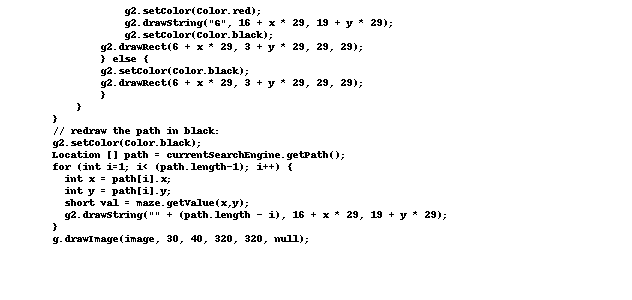 g2.setColor(Color.red);
g2.drawString("G", 16 + x * 29, 19 + y * 29);
g2.setColor(Color.black);
g2.drawRect(6 + x * 29, 3 + y * 29, 29, 29);
} else {
g2.setColor(Color.black);
g2.drawRect(6 + x * 29, 3 + y * 29, 29, 29);
}
}
}
// redraw the path in black:
g2.setColor(Color.black);
Location [] path = currentSearchEngine.getPath();
for (int i=1; i< (path.length-1); i++) {
int x = path[i].x;
int y = path[i].y;
short val = maze.getValue(x,y);
g2.drawString("" + (path.length - i), 16 + x * 29, 19 + y * 29);
}
g.drawImage(image, 30, 40, 320, 320, null);